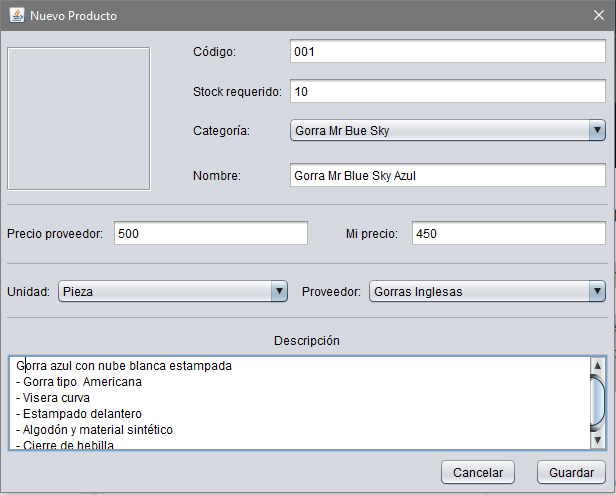 Nuevo Producto
Código: 001
Stock requerido: 10
Categoría: Gorra Mr Bue Sky
Nombre: Gorra Mr Blue Sky Azul
Precio proveedor: 500 Mi precio: 450
Unidad: Pieza Proveedor: Gorras Inglesas
Descripción
Gorra azul con nube blanca estampada
- Gorra tipo  Americana
- Visera curva
- Estampado delantero
- Algodón y material sintético
- Cierre de hebilla
Cancelar Guardar